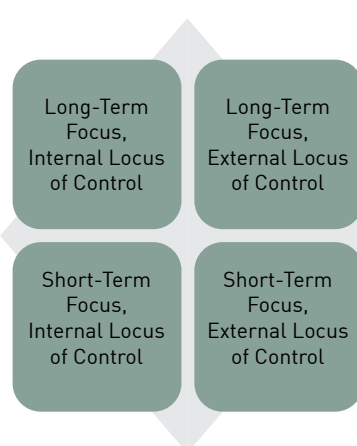 Long-Term
Focus,
Internal Locus
of Control
Long-Term
Focus,
External Locus
of Control
Short-Term
Focus,
Internal Locus
of Control
Short-Term
Focus,
External Locus
of Control